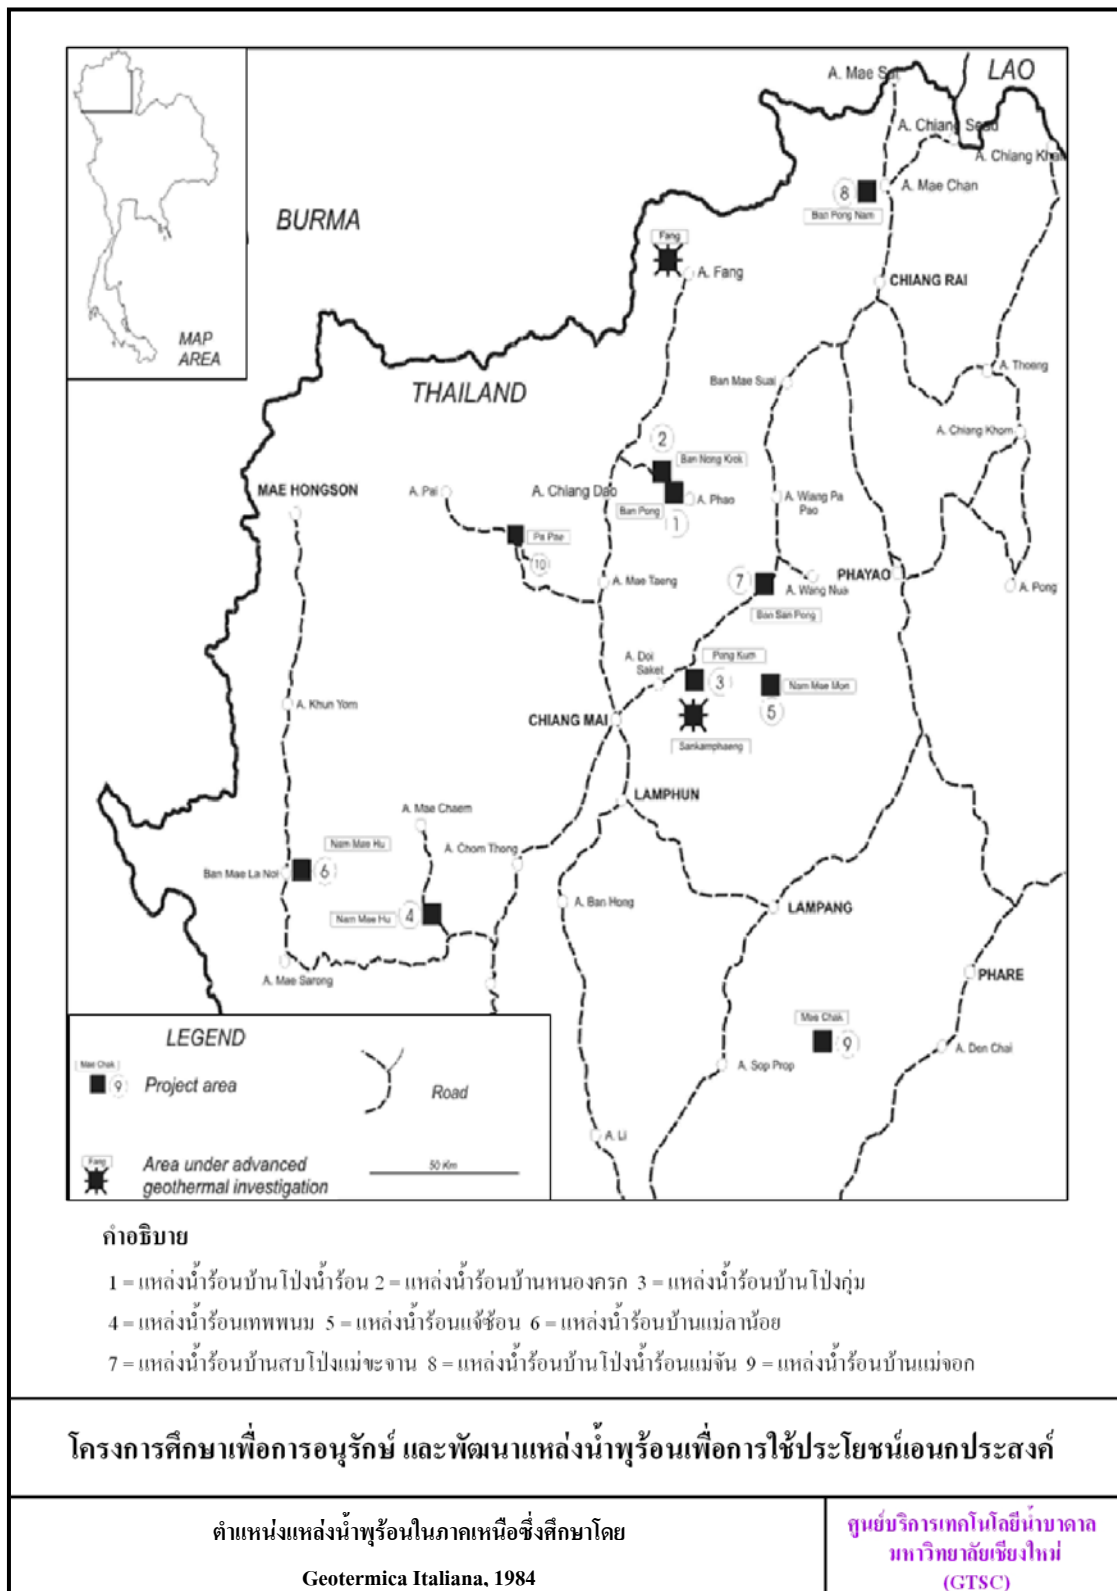 LAO
A. Mae Sai
A. Chiang Sean
A. Chiang Khan
A. Mae Chan
8
Ban Pong Nam
BURMA
Fang
A. Fang
CHIANG RAI
MAP
AREA
THAILAND
A. Thoeng
Ban Mae Suai
A. Chiang Khom
2
Ban Nong Krok
MAE HONGSON
A. Pai
A. Chiang Dao
A. Phao
Ban Pong
1
A. Wiang Pa
Pao
Pa Pae
10
A. Mae Taeng
7
A. Wang Nua
PHAYAO
A. Pong
Ban San Pong
A. Doi
Saket
Pong Kum
3
Nam Mae Mon
5
A. Khun Yom
CHIANG MAI
Sankamphaeng
LAMPHUN
A. Mae Chaem
Nam Mae Hu
A. Chom Thong
Ban Mae La Noi
6
A. Ban Hong
LAMPANG
Nam Mae Hu
4
A. Mae Sarong
PHARE
Mae Chak
9
A. Den Chai
A. Sop Prop
A. Li
LEGEND
Mae Chak
9
Project area
Road
Fang
Area under advanced
geothermal investigation
50 Km
คำอธิบาย
1 = แหล่งน้ำร้อนบ้านโป่งน้ำร้อน 2 = แหล่งน้ำร้อนบ้านหนองครก 3 = แหล่งน้ำร้อนบ้านโป่งกุ่ม
4 = แหล่งน้ำร้อนเทพพนม 5 = แหล่งน้ำร้อนแจ้ซ้อน 6 = แหล่งน้ำร้อนบ้านแม่ลาน้อย
7 = แหล่งน้ำร้อนบ้านสบโป่งแม่ขะจาน 8 = แหล่งน้ำร้อนบ้านโป่งน้ำร้อนแม่จัน 9 = แหล่งน้ำร้อนบ้านแม่จอก
โครงการศึกษาเพื่อการอนุรักษ์ และพัฒนาแหล่งน้ำพุร้อนเพื่อการใช้ประโยชน์เอนกประสงค์
ตำแหน่งแหล่งน้ำพุร้อนในภาคเหนือซึ่งศึกษาโดย
Geotermica Italiana, 1984
ศูนย์บริการเทคโนโลยีน้ำบาดาล
มหาวิทยาลัยเชียงใหม่
(GTSC)